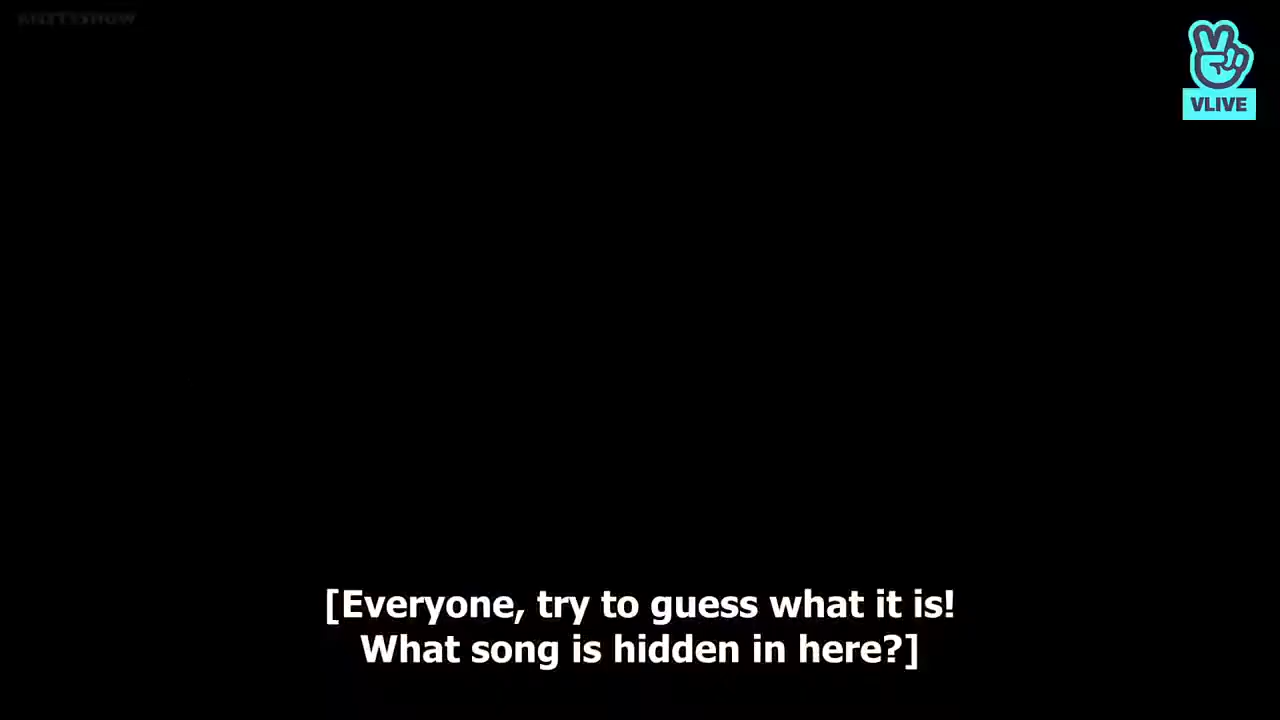 VLIVE
[Everyone, try to guess what it is!
What song is hidden in here?]